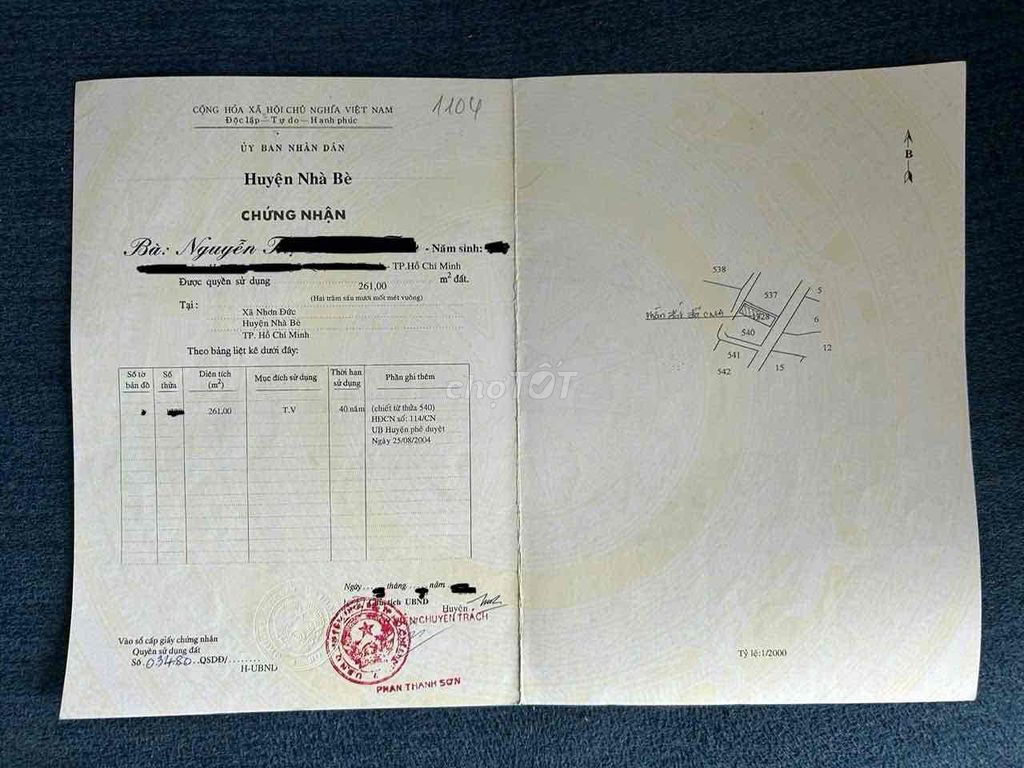 1104
CỘNG HÒA XÃ HỘI CHỦ NGHĨA VIỆT NAM
Độc lập - Tự do - Hạnh phúc
ỦY BAN NHÂN DÂN
Huyện Nhà Bè
CHỨNG NHẬN
Bà: Nguyễn - Năm sinh:
- TP.Hồ Chí Minh
Được quyền sử dụng 261,00 m2 đất.
(Hai trăm sáu mươi mốt mét vuông)
Tại :
Xã Nhơn Đức
Huyện Nhà Bè
TP. Hồ Chí Minh
Theo bảng liệt kê dưới đây:
Số tờ bản đồ Số thửa Diện tích (m2) Mục đích sử dụng Thời hạn sử dụng Phần ghi thêm
261,00 T.V 40 năm (chiết từ thửa 540)
HĐCN số: 114/CN
UB Huyện phê duyệt
Ngày 25/08/2004
Ngày.... tháng.... năm
Chủ tịch UBND Huyện
CHUYÊN TRÁCH
PHAN THANH SƠN
Vào sổ cấp giấy chứng nhận
Quyền sử dụng đất
Số 03480 QSDĐ/........
H-UBND
B
538
537
5
828
6
540
12
541
15
542
Tỷ lệ:1/2000
chợTỐT